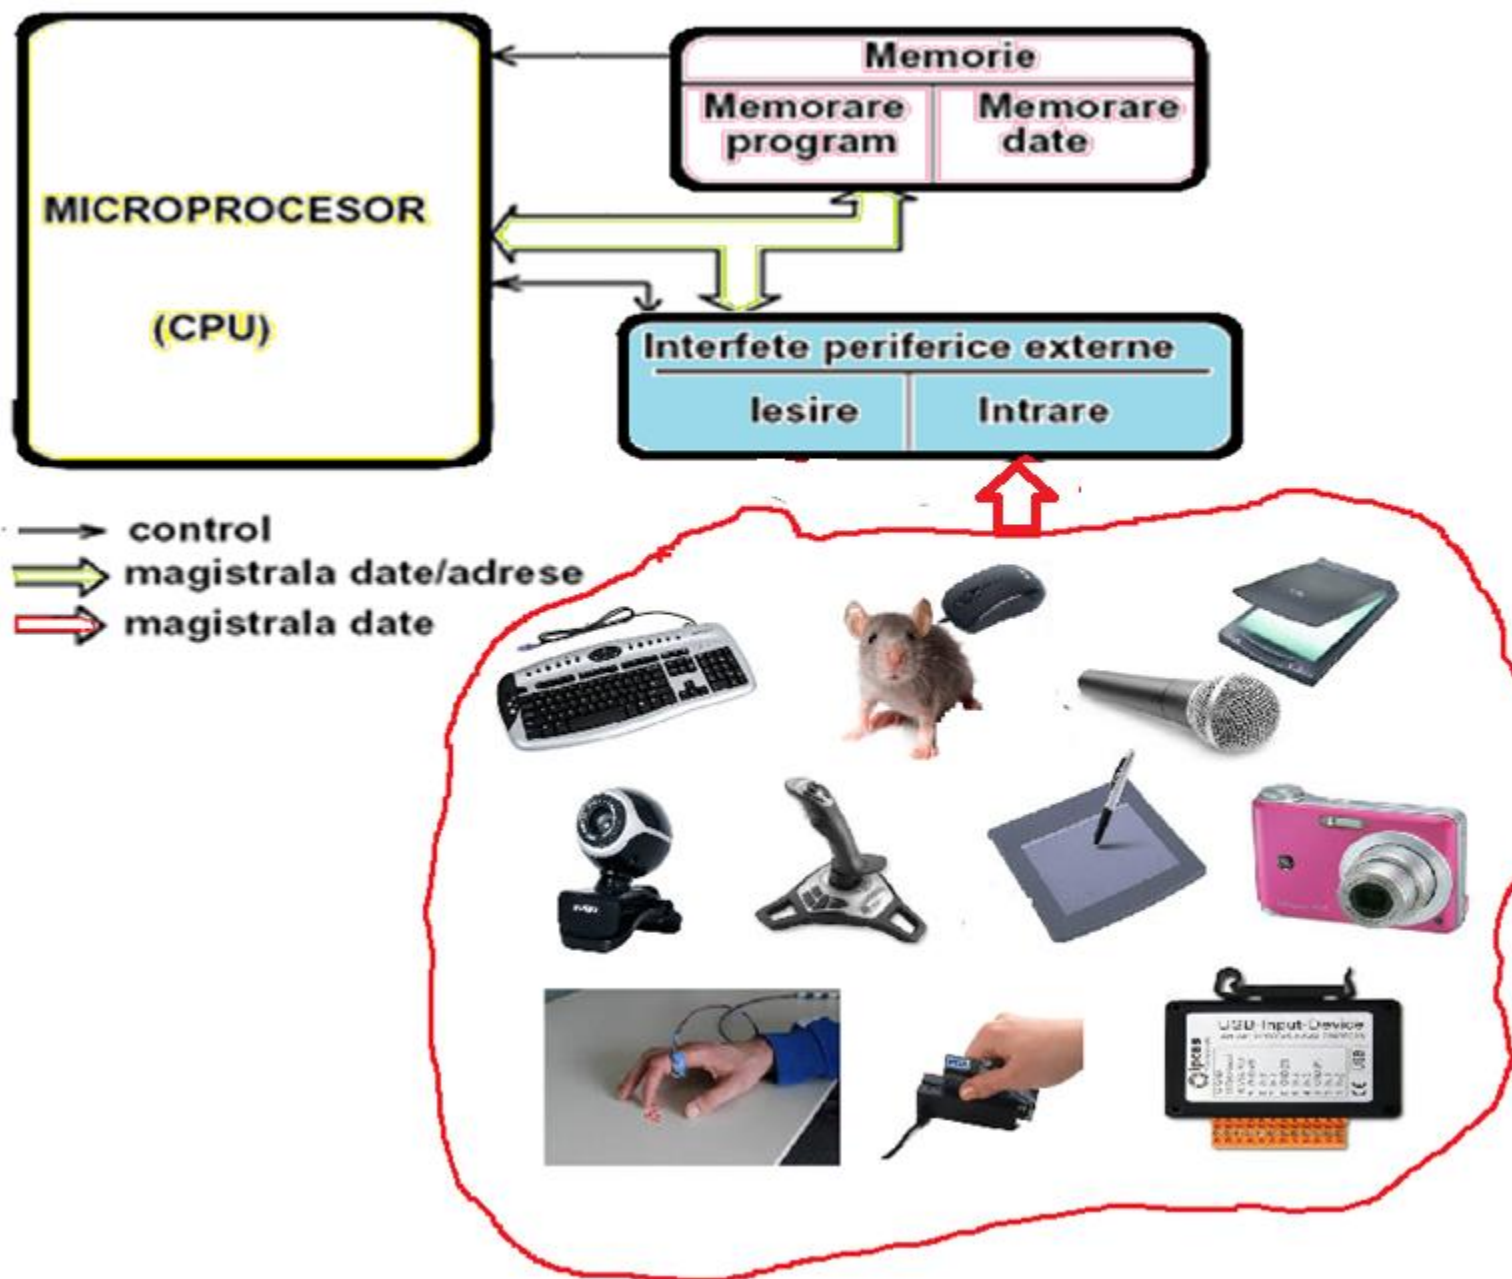 Memorie
Memorare program
Memorare date
MICROPROCESOR
(CPU)
Interfete periferice externe
Iesire
Intrare
control
magistrala date/adrese
magistrala date
USB-Input-Device
USB